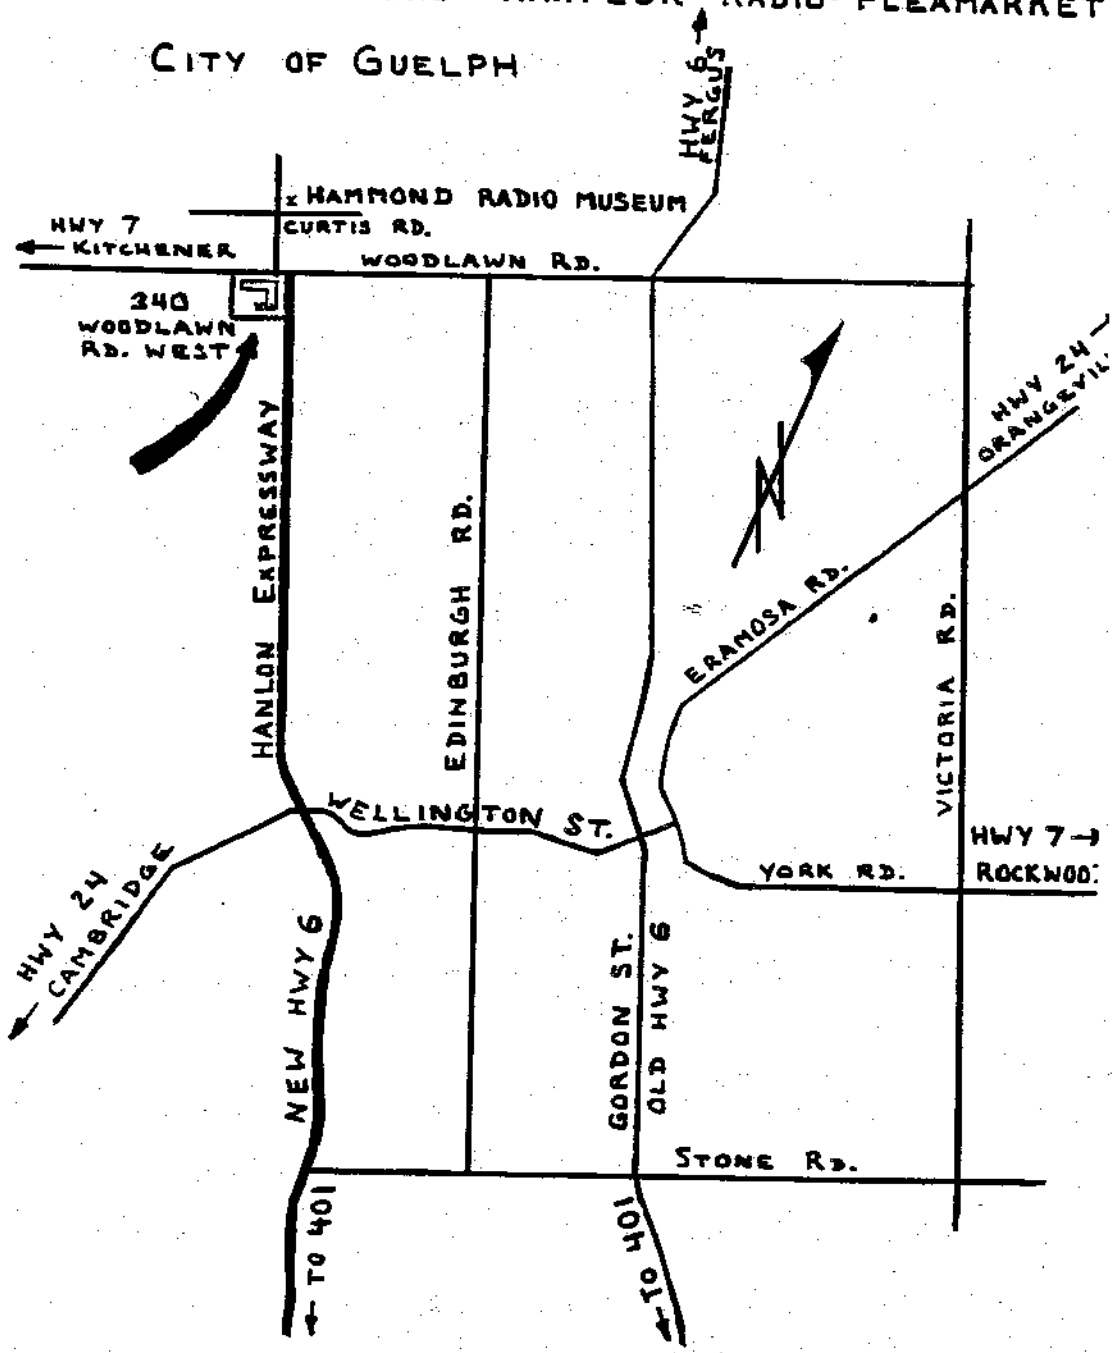 RADIO FLEAMARKET
CITY OF GUELPH
HWY 6
FERGUS
x HAMMOND RADIO MUSEUM
CURTIS RD.
HWY 7
KITCHENER
WOODLAWN RD.
340
WOODLAWN
RD. WEST
HWY 24
N
HANLON EXPRESSWAY
EDINBURGH RD.
ERAMOSA RD.
VICTORIA RD.
WELLINGTON ST.
HWY 7
YORK RD.
HWY 24
CAMBRIDGE
NEW HWY 6
GORDON ST.
OLD HWY 6
STONE RD.
TO 401
TO 401